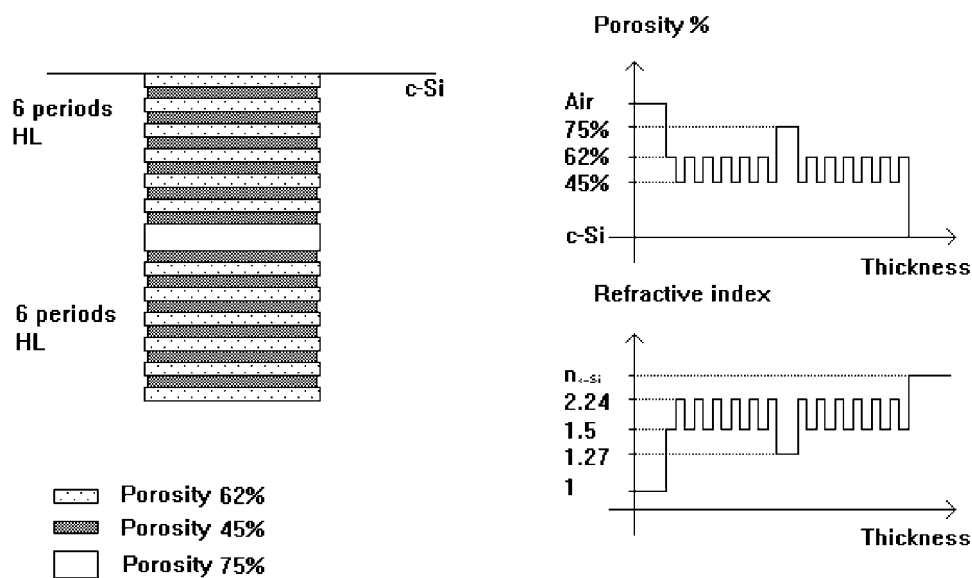 c-Si
6 periods
HL
6 periods
HL
Porosity 62%
Porosity 45%
Porosity 75%
Porosity %
Air
75%
62%
45%
c-Si
Thickness
Refractive index
n c-Si
2.24
1.5
1.27
1
Thickness